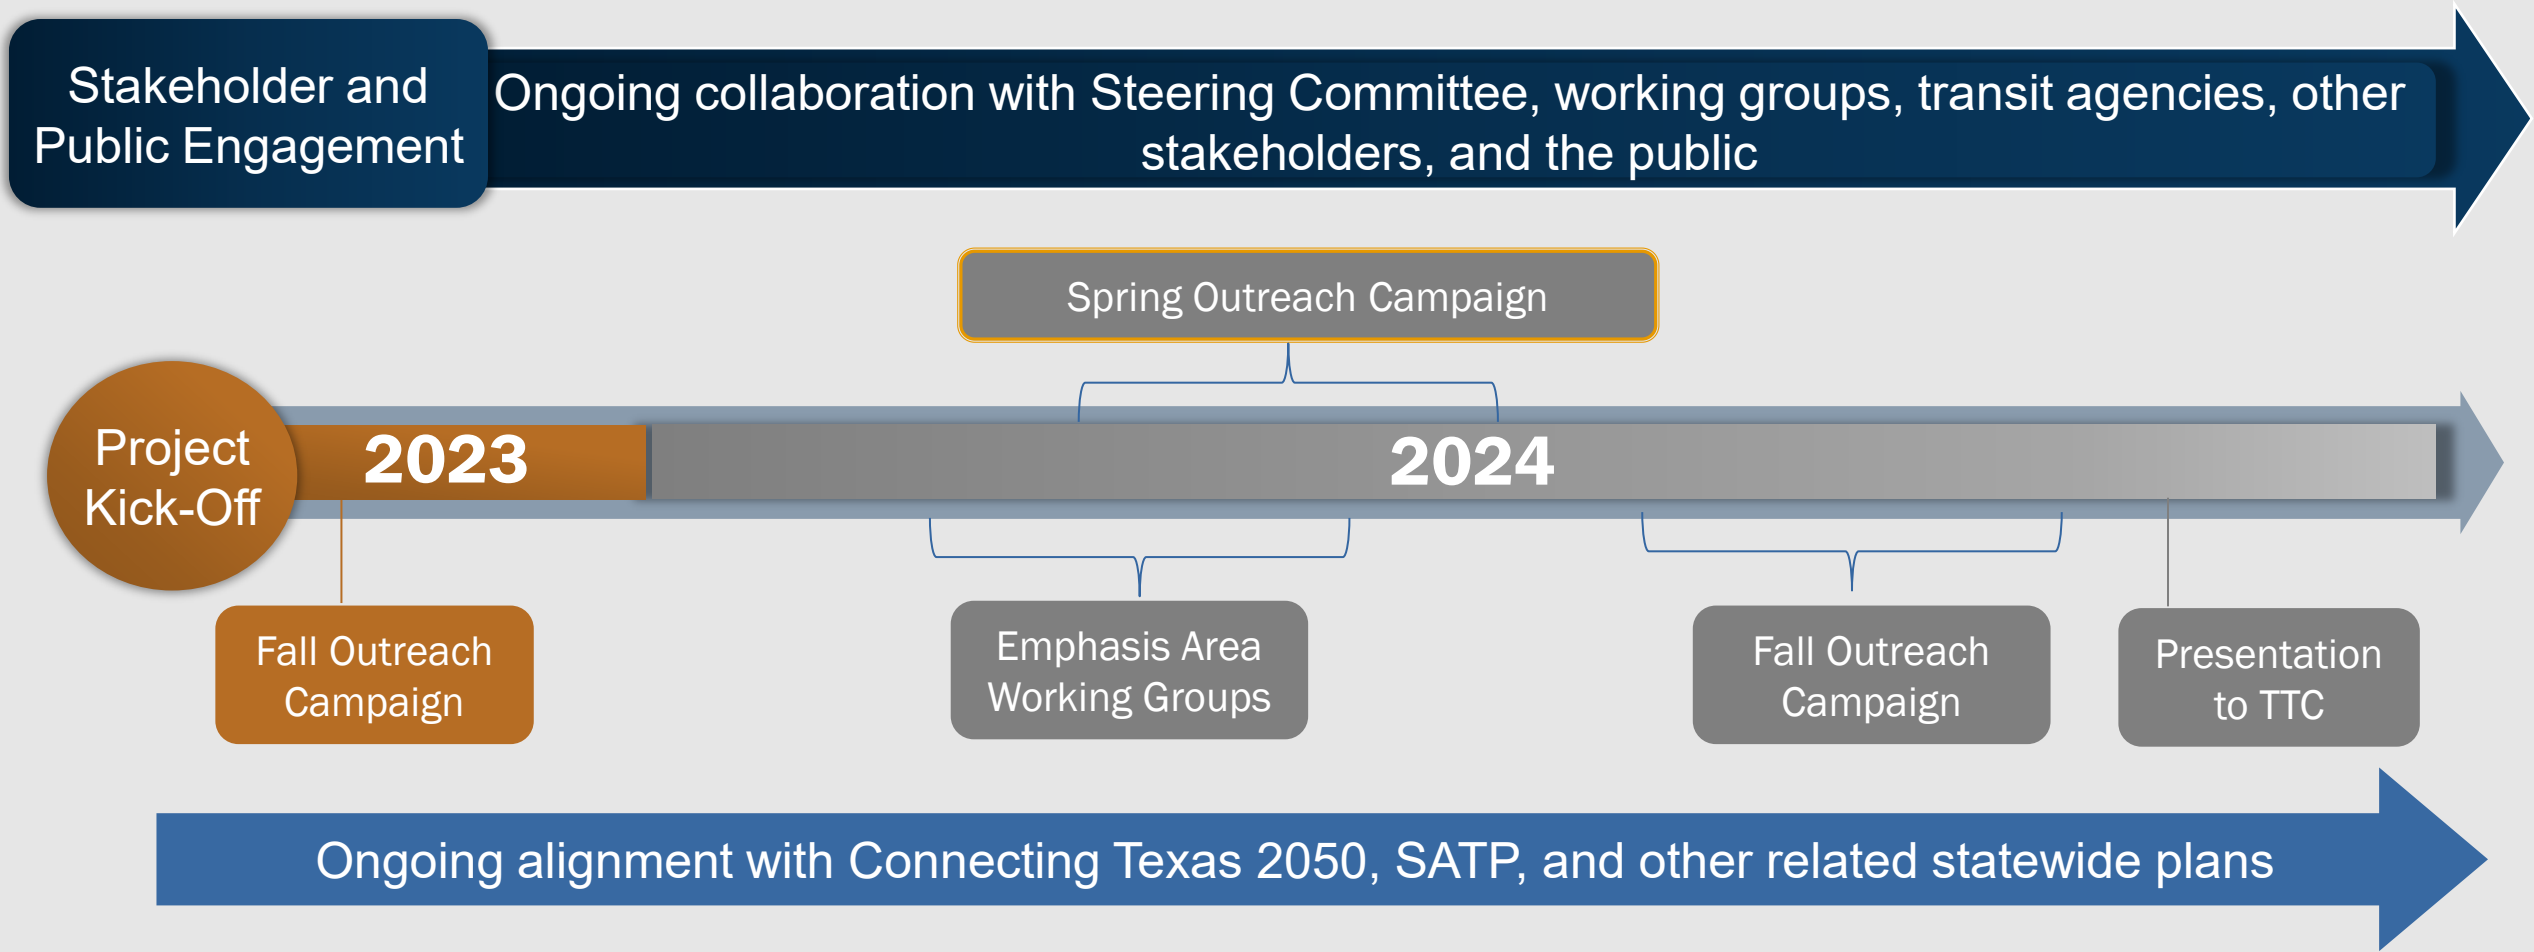 Stakeholder and
Public Engagement
Ongoing collaboration with Steering Committee, working groups, transit agencies, other
stakeholders, and the public
Spring Outreach Campaign
Project
Kick-Off
2023
2024
Fall Outreach
Campaign
Emphasis Area
Working Groups
Fall Outreach
Campaign
Presentation
to TTC
Ongoing alignment with Connecting Texas 2050, SATP, and other related statewide plans